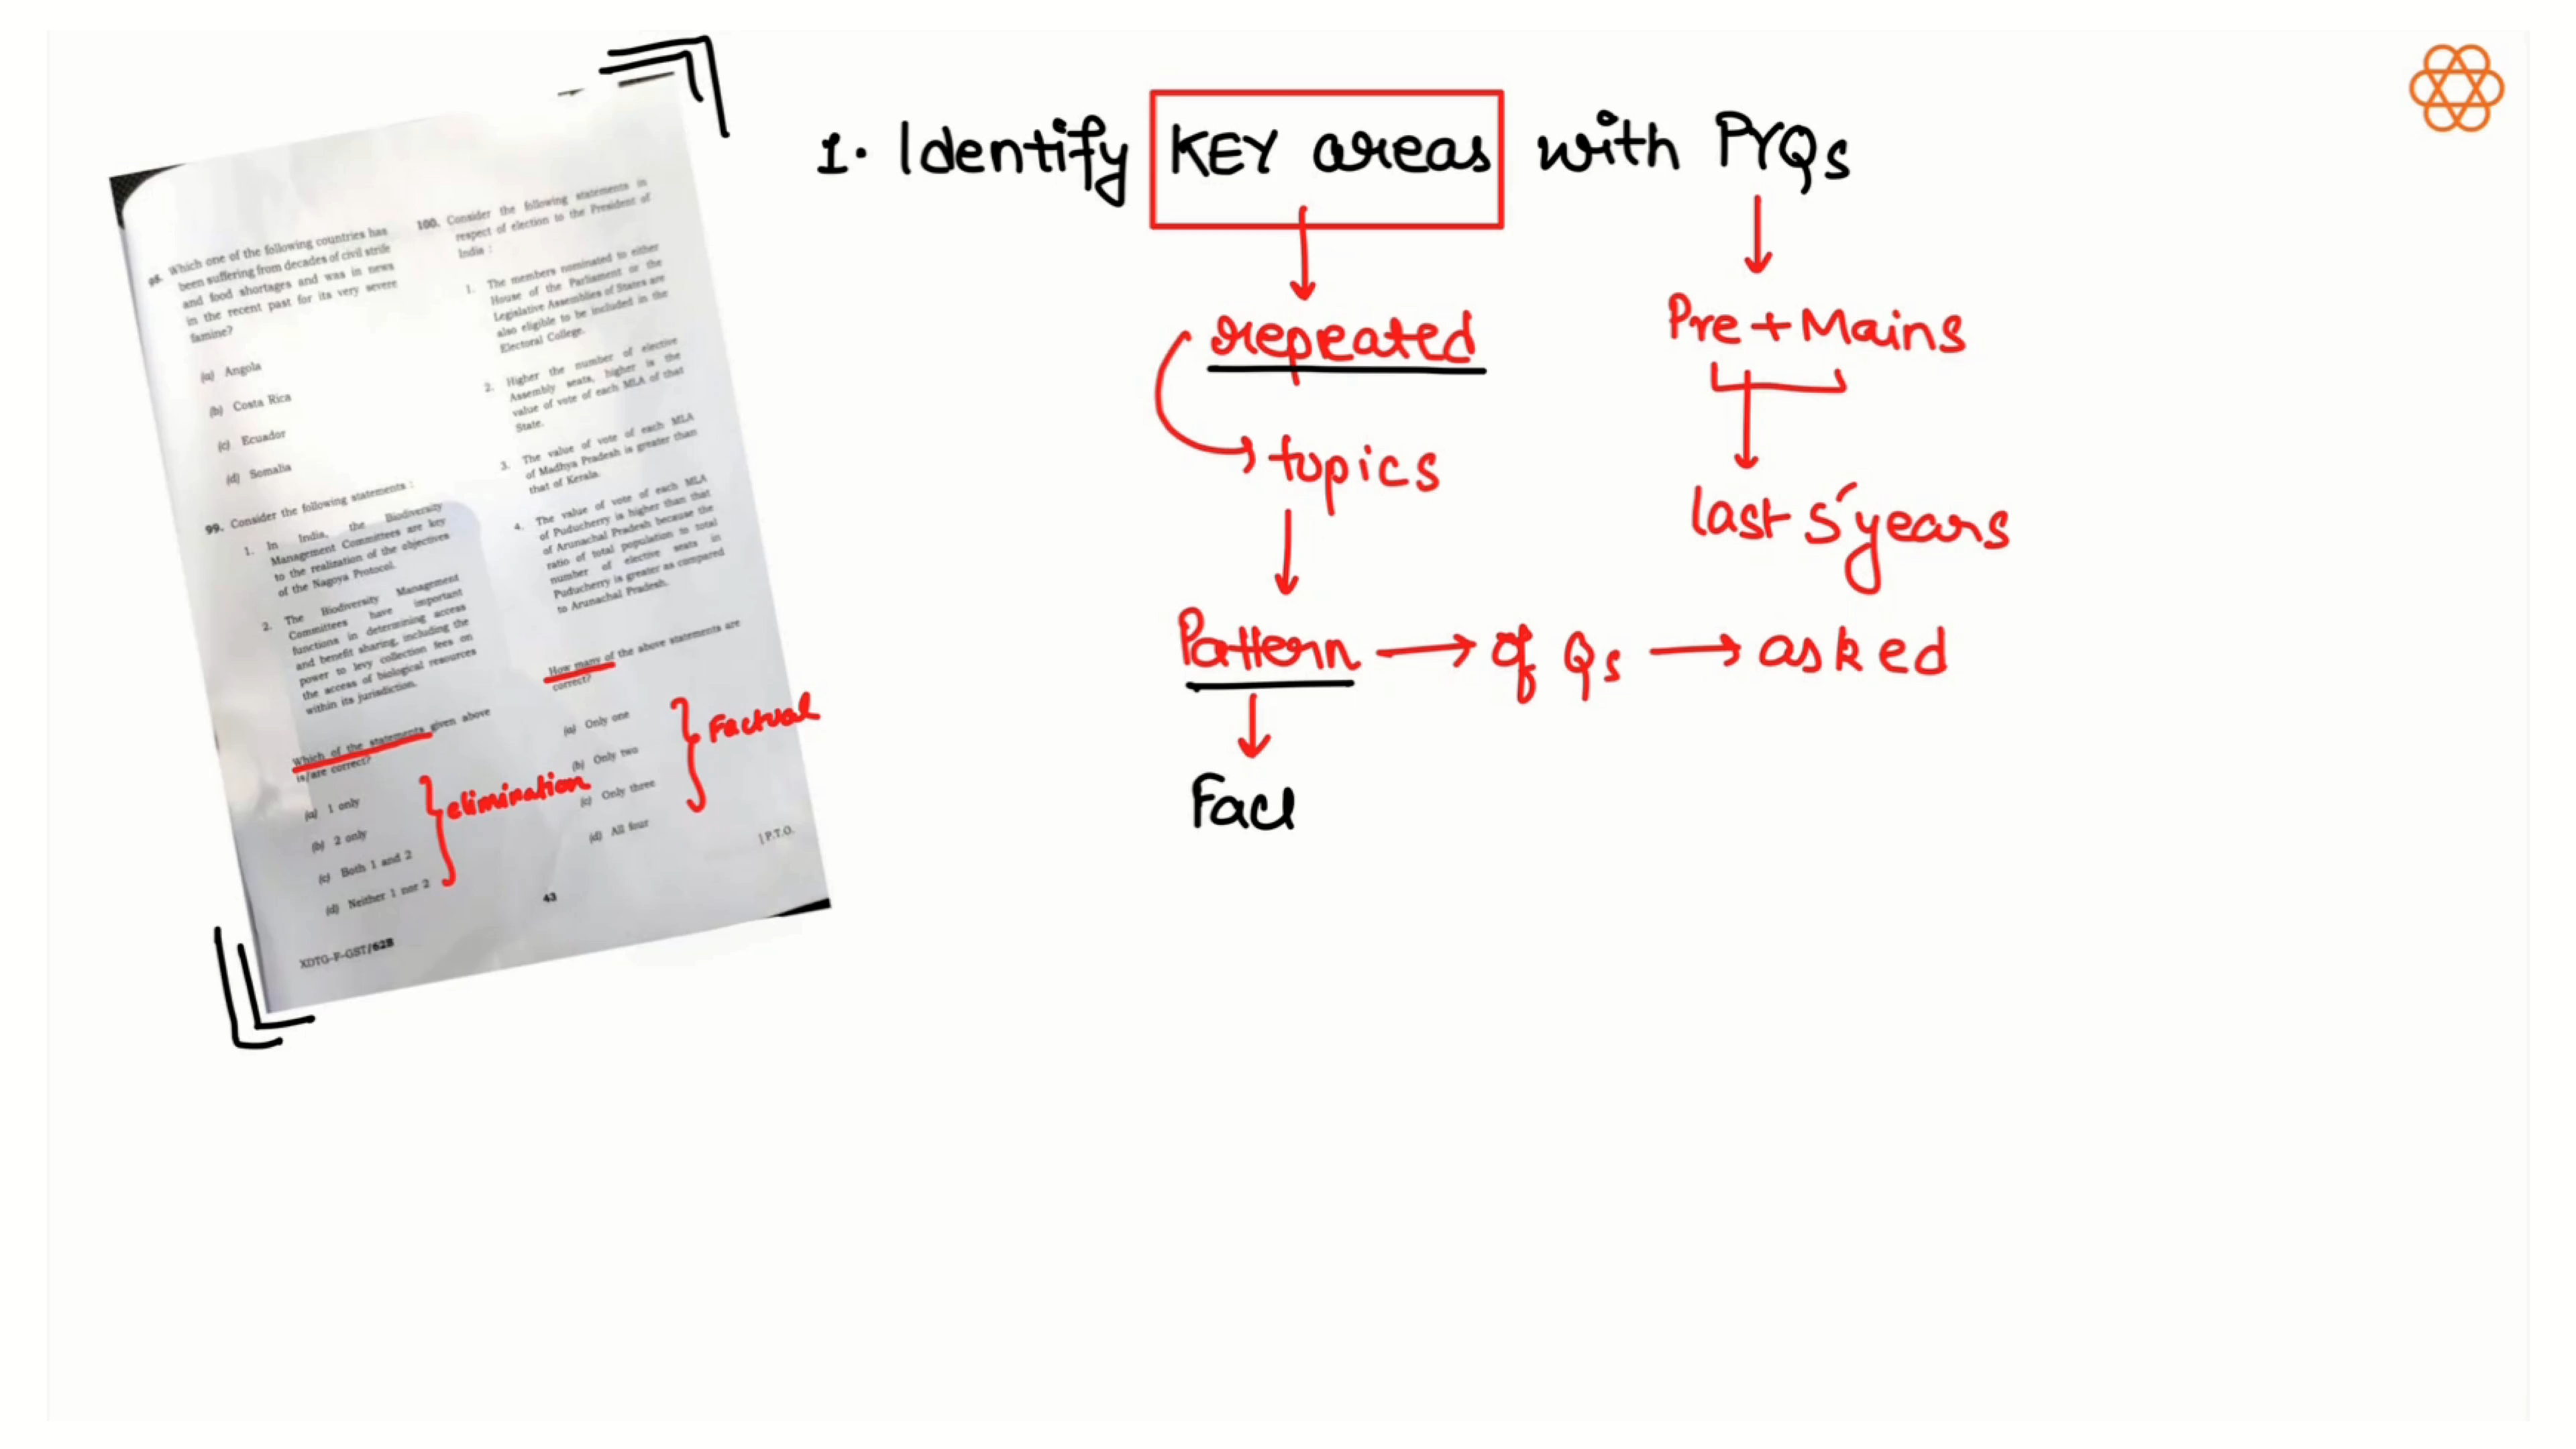 1. Identify KEY areas with PYQs
repeated
topics
Pattern → of Qs → asked
Facu
Pre + Mains
last 5 years
98. Which one of the following countries has
been suffering from decades of civil strife
and food shortages and was in news
in the recent past for its very severe
famine?
(a) Angola
(b) Costa Rica
(c) Ecuador
(d) Somalia
99. Consider the following statements :
1. In India, the Biodiversity
Management Committees are key
to the realization of the objectives
of the Nagoya Protocol.
2. The Biodiversity Management
Committees have important
functions in determining access
and benefit sharing, including the
power to levy collection fees on
the access of biological resources
within its jurisdiction.
Which of the statements given above
is/are correct?
(a) 1 only
(b) 2 only
(c) Both 1 and 2
(d) Neither 1 nor 2
elimination
XDTG-F-GST/62B
100. Consider the following statements in
respect of election to the President of
India :
1. The members nominated to either
House of the Parliament or the
Legislative Assemblies of States are
also eligible to be included in the
Electoral College.
2. Higher the number of elective
Assembly seats, higher is the
value of vote of each MLA of that
State.
3. The value of vote of each MLA
of Madhya Pradesh is greater than
that of Kerala.
4. The value of vote of each MLA
of Puducherry is higher than that
of Arunachal Pradesh because the
ratio of total population to total
number of elective seats in
Puducherry is greater as compared
to Arunachal Pradesh.
How many of the above statements are
correct?
(a) Only one
(b) Only two
(c) Only three
(d) All four
Factual
[ P.T.O.
43